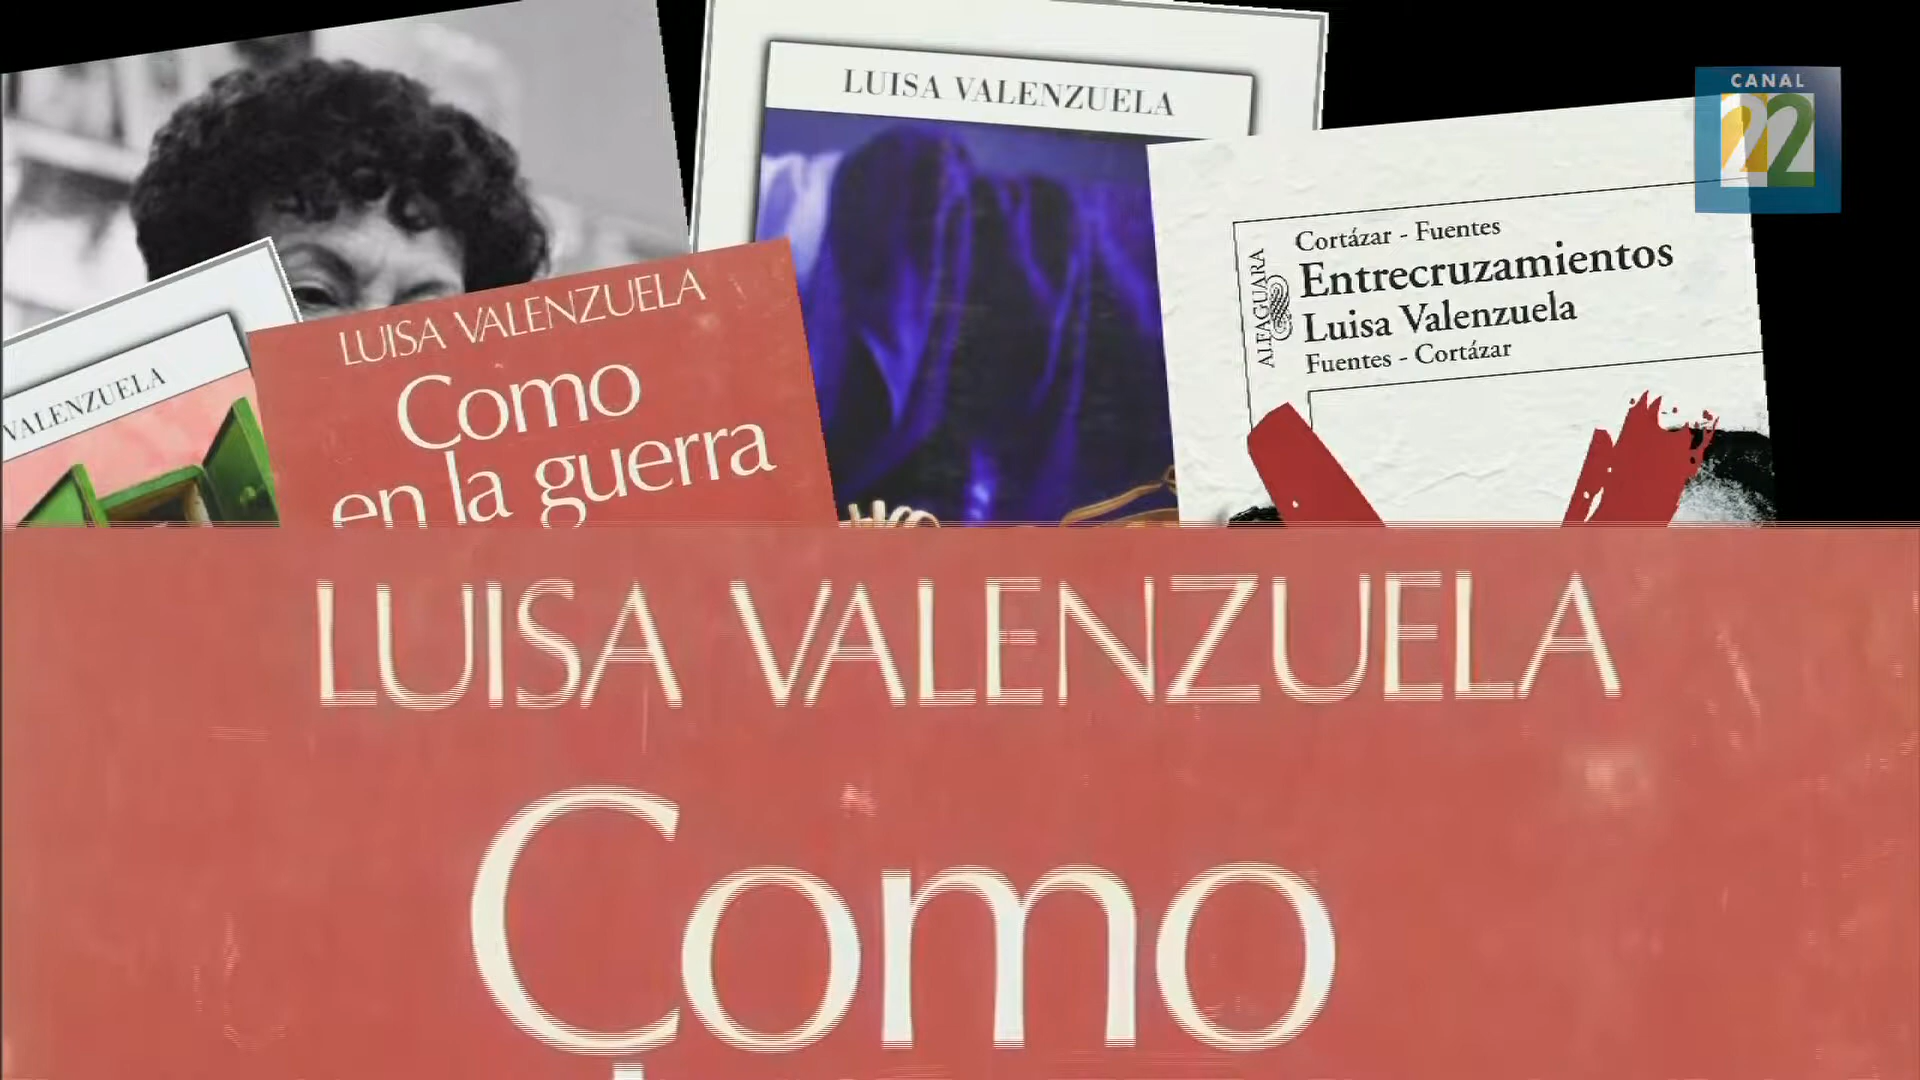 CANAL
22
LUISA VALENZUELA
Cortázar - Fuentes
Entrecruzamientos
Luisa Valenzuela
Fuentes - Cortázar
ALFAGUARA
LUISA VALENZUELA
Como
en la guerra
VALENZUELA
LUISA VALENZUELA
Como